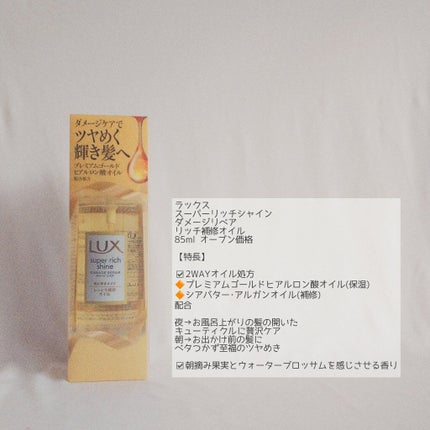 ダメージケアで
ツヤめく
輝き髪へ
プレミアムゴールド
ヒアルロン酸オイル
LUX
super rich
shine
DAMAGE REPAIR
ラックス
スーパーリッチシャイン
ダメージリペア
リッチ補修オイル
85ml オープン価格
【特長】
☑2WAYオイル処方
🔶プレミアムゴールドヒアルロン酸オイル(保湿)
🔶シアバター・アルガンオイル(補修)
配合
夜→お風呂上がりの髪の開いた
キューティクルに贅沢ケア
朝→お出かけ前の髪に
ベタつかず至福のツヤめき
☑朝摘み果実とウォーターブロッサムを感じさせる香り